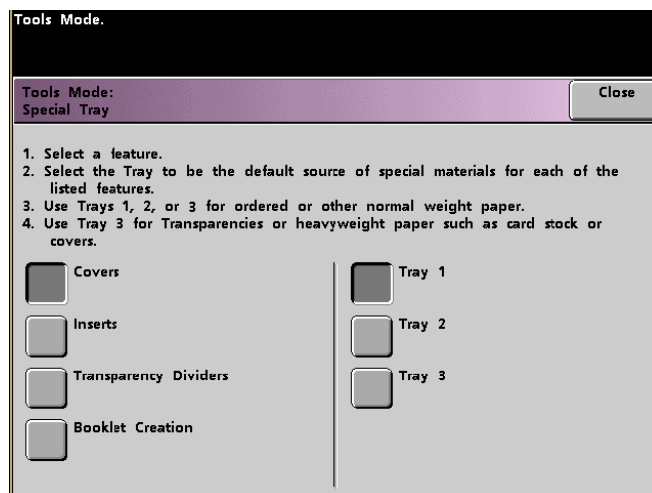 Tools Mode.
Tools Mode:
Close
Special Tray
1. Select a feature.
2. Select the Tray to be the default source of special materials for each of the
listed features.
3. Use Trays 1, 2, or 3 for ordered or other normal weight paper.
4. Use Tray 3 for Transparencies or heavyweight paper such as card stock or
covers.
Covers
Inserts
Transparency Dividers
Booklet Creation
Tray 1
Tray 2
Tray 3